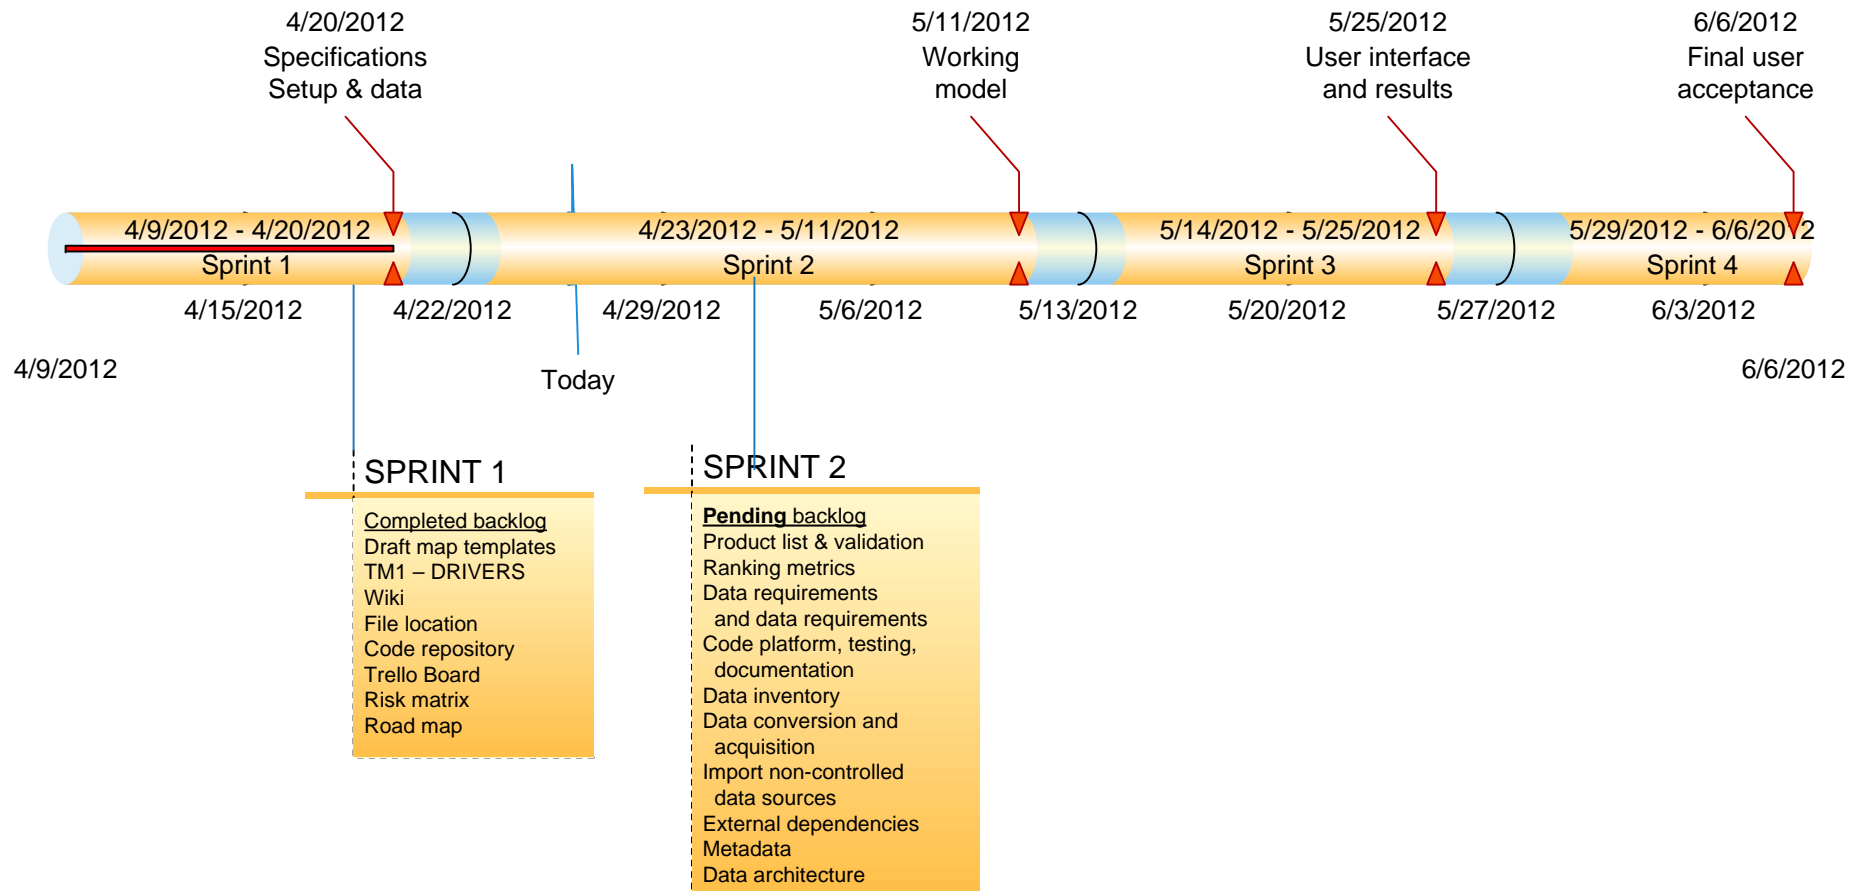 4/20/2012
Specifications
Setup & data
5/11/2012
Working
model
5/25/2012
User interface
and results
6/6/2012
Final user
acceptance
4/9/2012 - 4/20/2012
Sprint 1
4/23/2012 - 5/11/2012
Sprint 2
5/14/2012 - 5/25/2012
Sprint 3
5/29/2012 - 6/6/2012
Sprint 4
4/15/2012
4/22/2012
4/29/2012
5/6/2012
5/13/2012
5/20/2012
5/27/2012
6/3/2012
4/9/2012
Today
6/6/2012
SPRINT 1
Completed backlog
Draft map templates
TM1 – DRIVERS
Wiki
File location
Code repository
Trello Board
Risk matrix
Road map
SPRINT 2
Pending backlog
Product list & validation
Ranking metrics
Data requirements
and data requirements
Code platform, testing,
documentation
Data inventory
Data conversion and
acquisition
Import non-controlled
data sources
External dependencies
Metadata
Data architecture